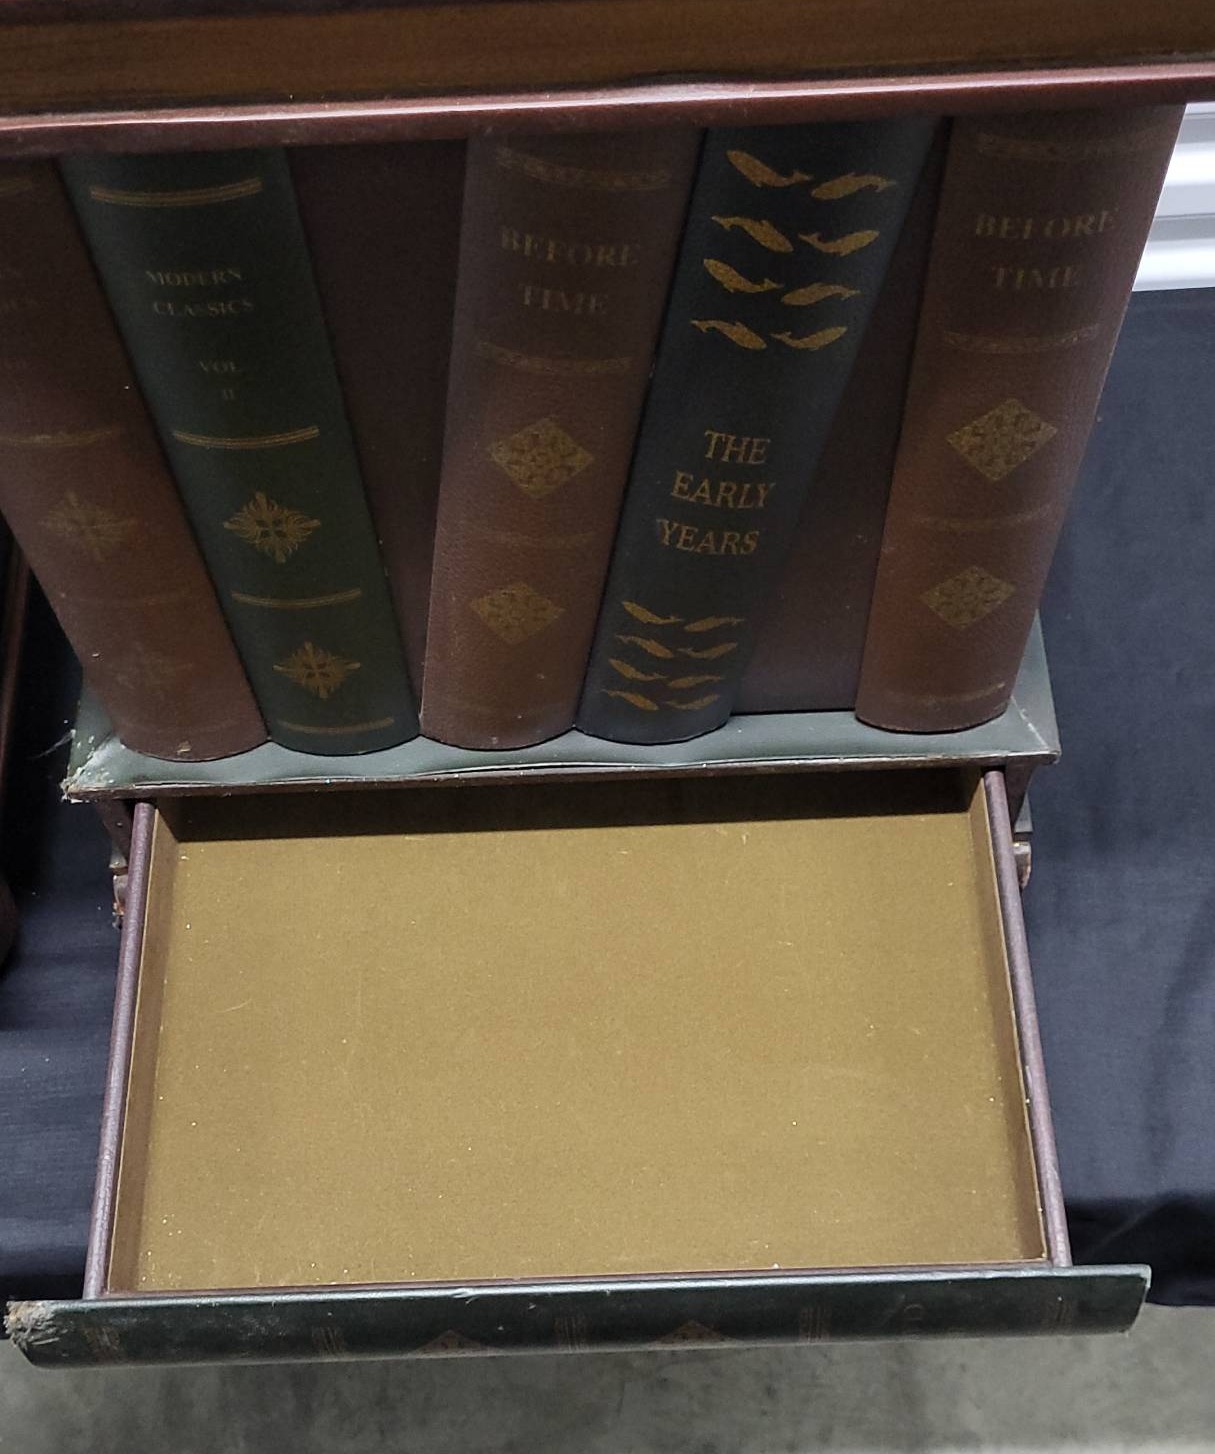 MODERN
CLASSICS
VOL
II
BEFORE
TIME
THE
EARLY
YEARS
BEFORE
TIME